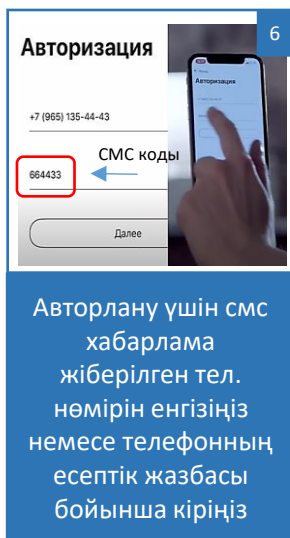 6
Авторизация
+7 (965) 135-44-43
СМС коды
664433
Далее
Авторизация
Авторлану үшін смс
хабарлама
жіберілген тел.
нөмірін енгізіңіз
немесе телефонның
есептік жазбасы
бойынша кіріңіз